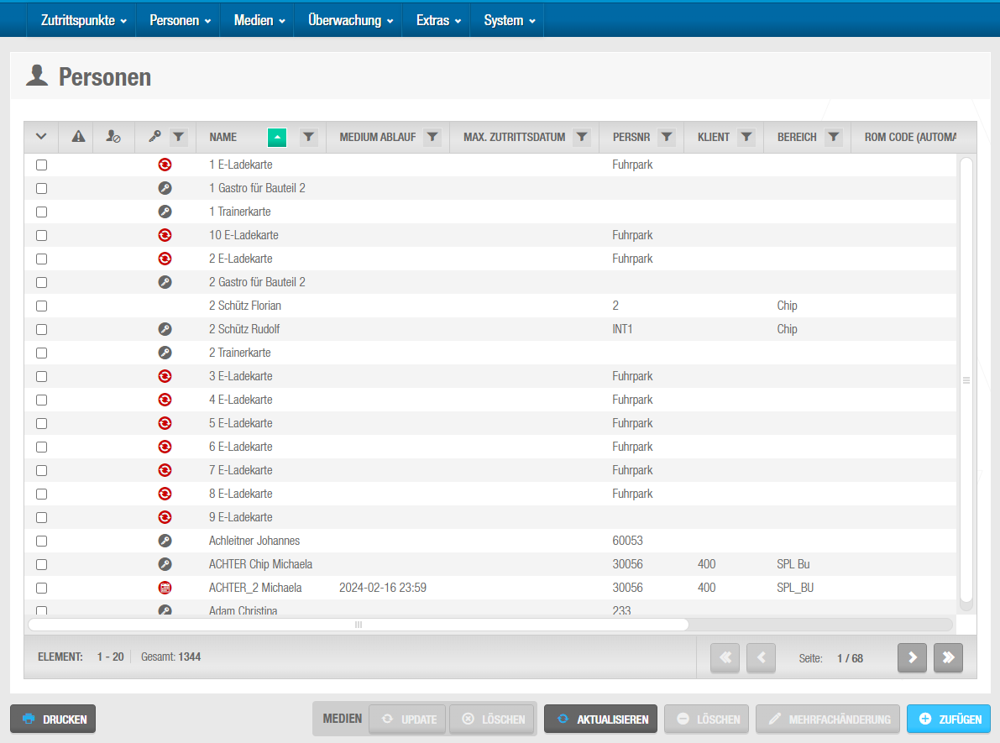 Zutrittspunkte Personen Medien Überwachung Extras System
Personen
NAME MEDIUM ABLAUF MAX. ZUTRITTSDATUM PERSNR KLIENT BEREICH ROM CODE (AUTOMA
1 E-Ladekarte Fuhrpark
1 Gastro für Bauteil 2
1 Trainerkarte
10 E-Ladekarte Fuhrpark
2 E-Ladekarte Fuhrpark
2 Gastro für Bauteil 2
2 Schütz Florian 2 Chip
2 Schütz Rudolf INT1 Chip
2 Trainerkarte
3 E-Ladekarte Fuhrpark
4 E-Ladekarte Fuhrpark
5 E-Ladekarte Fuhrpark
6 E-Ladekarte Fuhrpark
7 E-Ladekarte Fuhrpark
8 E-Ladekarte Fuhrpark
9 E-Ladekarte
Achleitner Johannes 60053
ACHTER Chip Michaela 30056 400 SPL Bu
ACHTER_2 Michaela 2024-02-16 23:59 30056 400 SPL_BU
Adam Christina 233
ELEMENT: 1 - 20 Gesamt: 1344 Seite: 1 / 68
DRUCKEN MEDIEN UPDATE LÖSCHEN AKTUALISIEREN LÖSCHEN MEHRFACHÄNDERUNG ZUFÜGEN